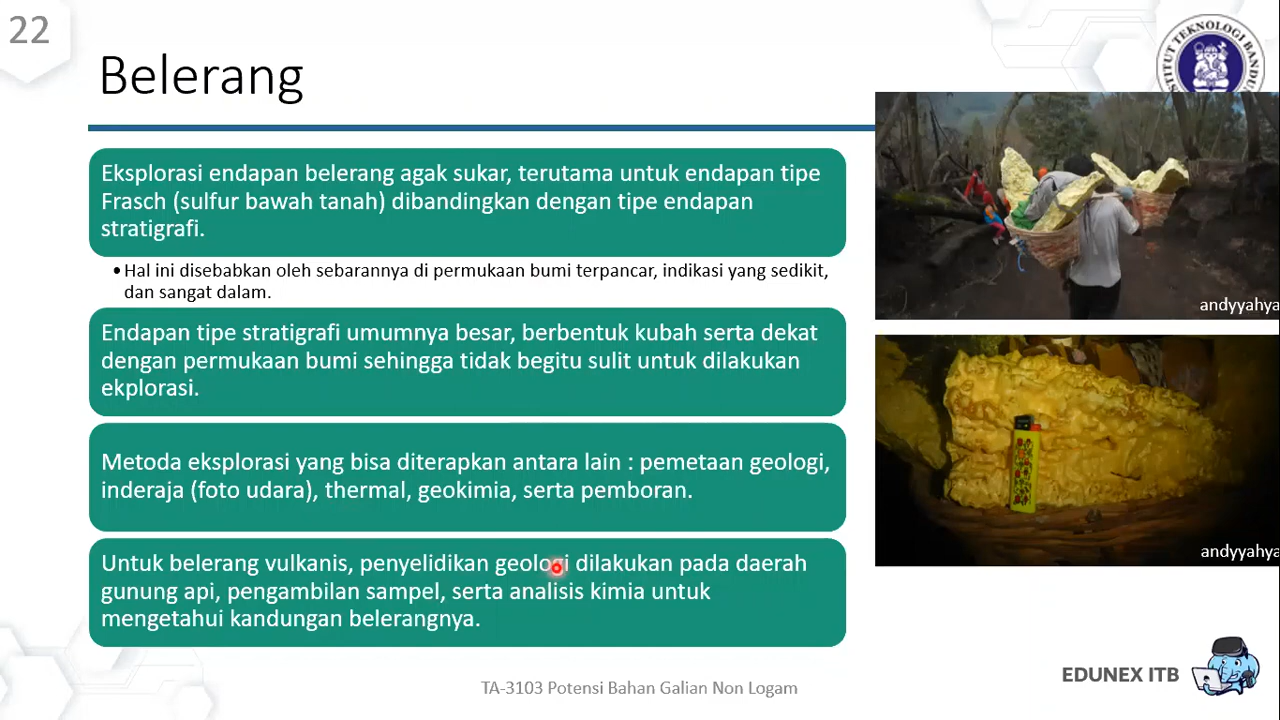 22
INSTITUT TEKNOLOGI BANDUNG
Belerang
Eksplorasi endapan belerang agak sukar, terutama untuk endapan tipe
Frasch (sulfur bawah tanah) dibandingkan dengan tipe endapan
stratigrafi.
•Hal ini disebabkan oleh sebarannya di permukaan bumi terpancar, indikasi yang sedikit,
dan sangat dalam.
Endapan tipe stratigrafi umumnya besar, berbentuk kubah serta dekat
dengan permukaan bumi sehingga tidak begitu sulit untuk dilakukan
ekplorasi.
Metoda eksplorasi yang bisa diterapkan antara lain : pemetaan geologi,
inderaja (foto udara), thermal, geokimia, serta pemboran.
Untuk belerang vulkanis, penyelidikan geologi dilakukan pada daerah
gunung api, pengambilan sampel, serta analisis kimia untuk
mengetahui kandungan belerangnya.
andyyahya
andyyahya
EDUNEX ITB
TA-3103 Potensi Bahan Galian Non Logam